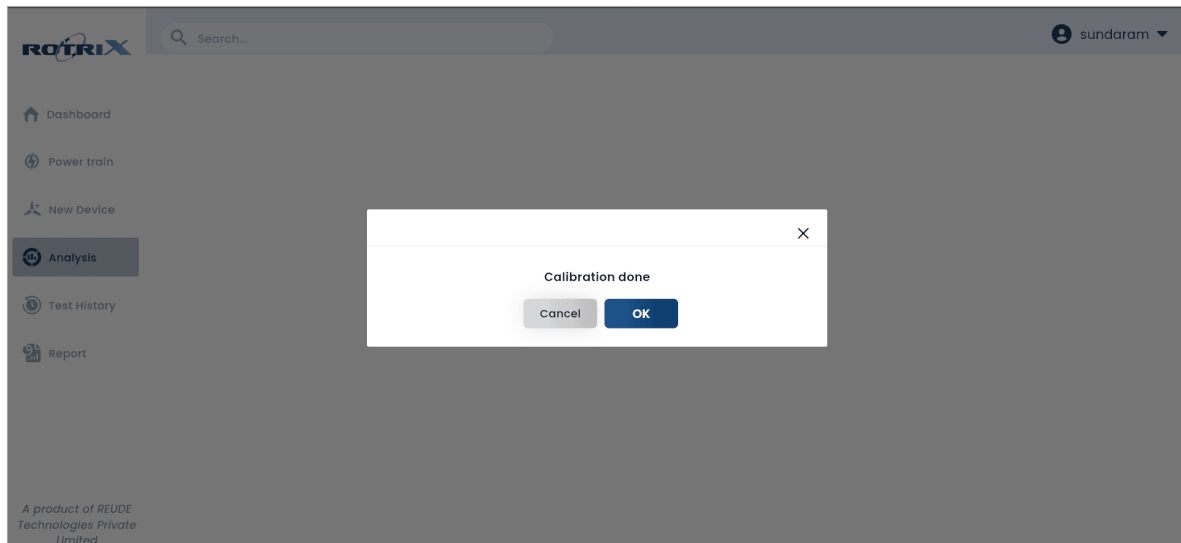 ROTRIX
Search...
sundaram
Dashboard
Power train
New Device
Analysis
Test History
Report
Calibration done
Cancel
OK
A product of REUDE
Technologies Private
Limited